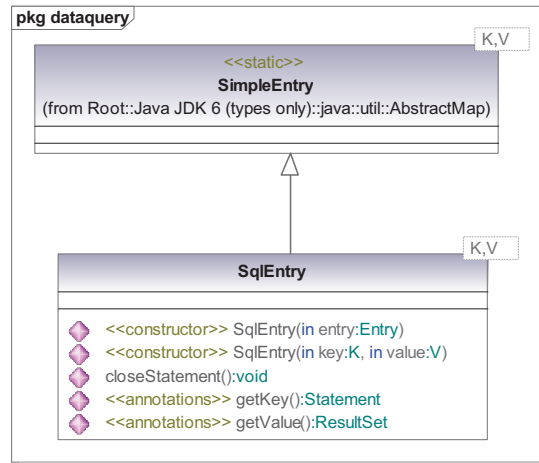 pkg dataquery
K,V
<<static>>
SimpleEntry
(from Root::Java JDK 6 (types only)::java::util::AbstractMap)
K,V
SqlEntry
<<constructor>> SqlEntry(in entry:Entry)
<<constructor>> SqlEntry(in key:K, in value:V)
closeStatement():void
<<annotations>> getKey():Statement
<<annotations>> getValue():ResultSet